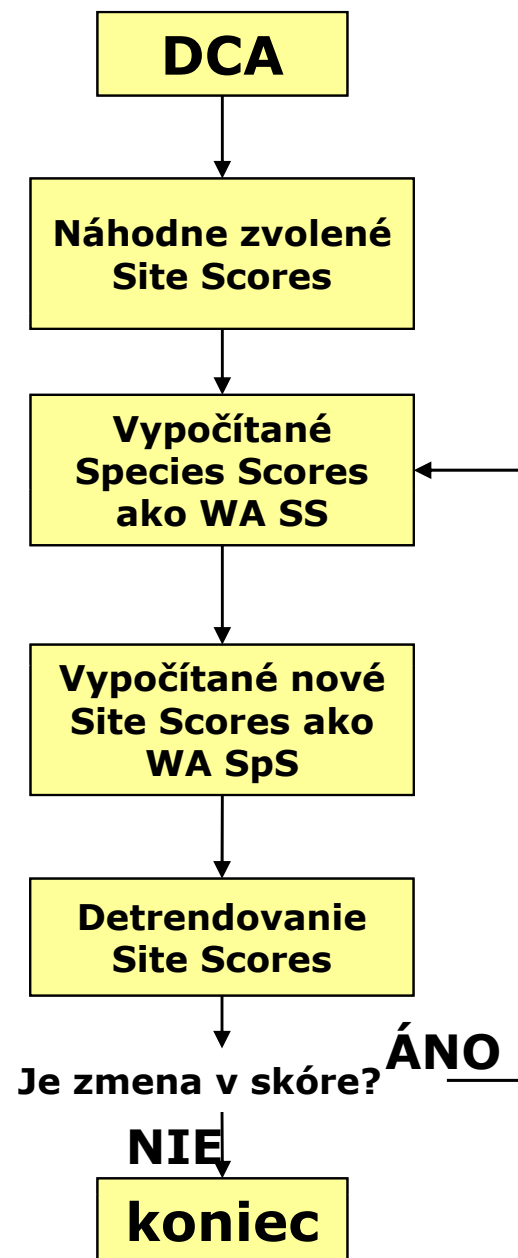 DCA
Náhodne zvolené
Site Scores
Vypočítané
Species Scores
ako WA SS
Vypočítané nové
Site Scores ako
WA SpS
Detrendovanie
Site Scores
Je zmena v skóre?
ÁNO
NIE
koniec